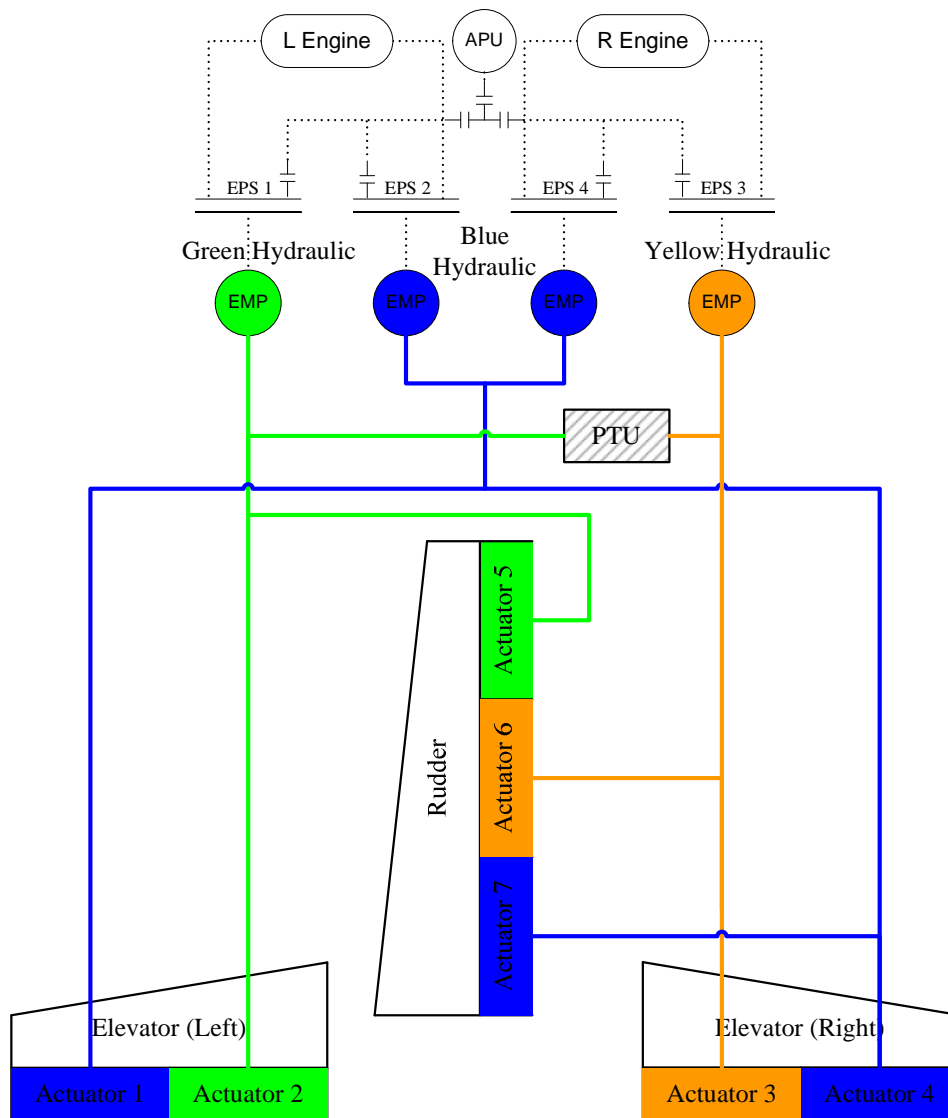 L Engine
APU
R Engine
EPS 1
EPS 2
EPS 4
EPS 3
Green Hydraulic
Blue
Hydraulic
Yellow Hydraulic
EMP
EMP
EMP
EMP
PTU
Actuator 5
Actuator 6
Rudder
Actuator 7
Elevator (Left)
Elevator (Right)
Actuator 1
Actuator 2
Actuator 3
Actuator 4